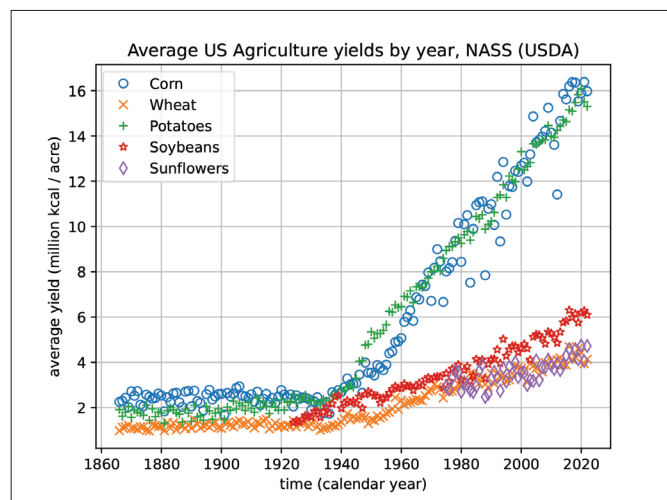 Average US Agriculture yields by year, NASS (USDA)
Corn
Wheat
Potatoes
Soybeans
Sunflowers
average yield (million kcal / acre)
16
14
12
10
8
6
4
2
1860 1880 1900 1920 1940 1960 1980 2000 2020
time (calendar year)